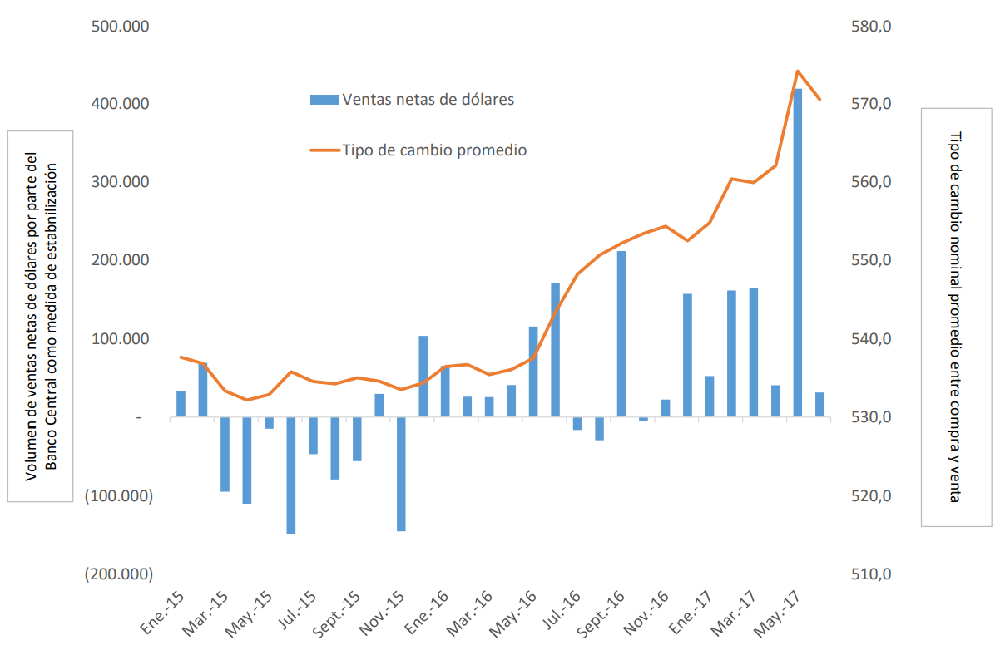 500.000
400.000
300.000
200.000
100.000
-
(100.000)
(200.000)
580,0
570,0
560,0
550,0
540,0
530,0
520,0
510,0
Ventas netas de dólares
Tipo de cambio promedio
Volumen de ventas netas de dólares por parte del
Banco Central como medida de estabnilización
Tipo de cambio nominal promedio entre compra y venta
Ene.-15
Mar.-15
May.-15
Jul.-15
Sept.-15
Nov.-15
Ene.-16
Mar.-16
May.-16
Jul.-16
Sept.-16
Nov.-16
Ene.-17
Mar.-17
May.-17